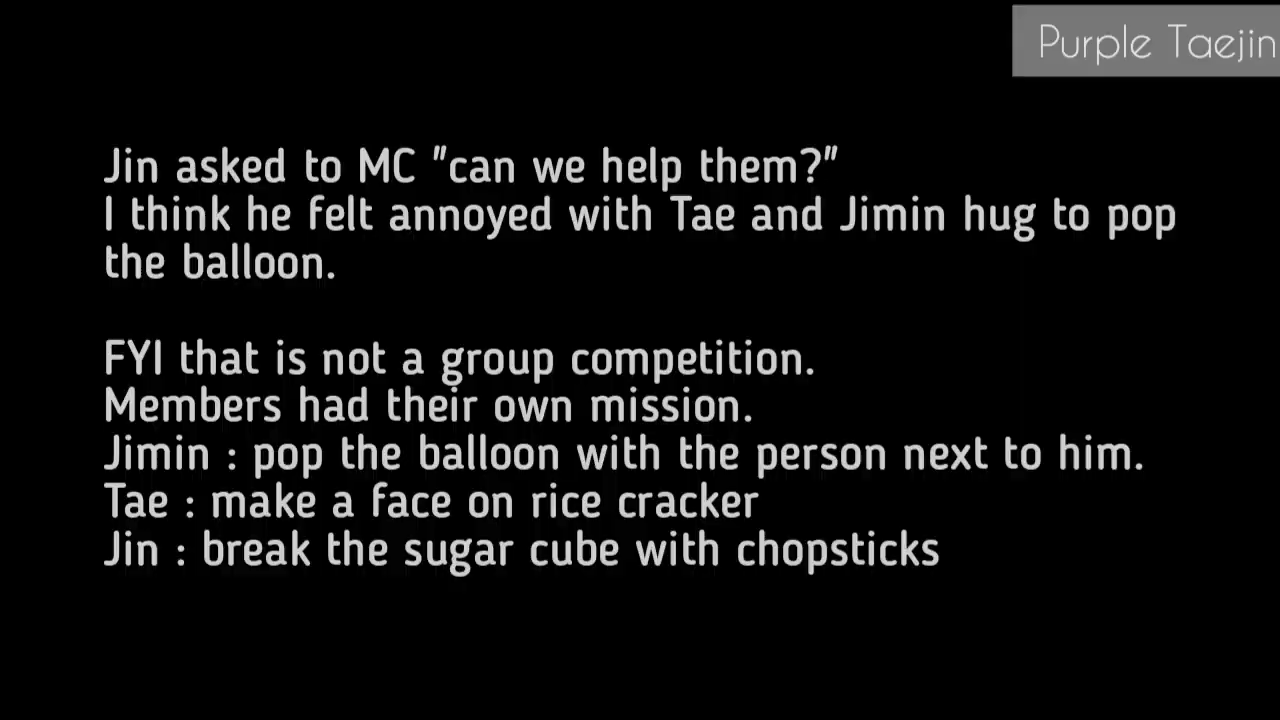 Purple Taejin
Jin asked to MC "can we help them?"
I think he felt annoyed with Tae and Jimin hug to pop
the balloon.
FYI that is not a group competition.
Members had their own mission.
Jimin : pop the balloon with the person next to him.
Tae : make a face on rice cracker
Jin : break the sugar cube with chopsticks